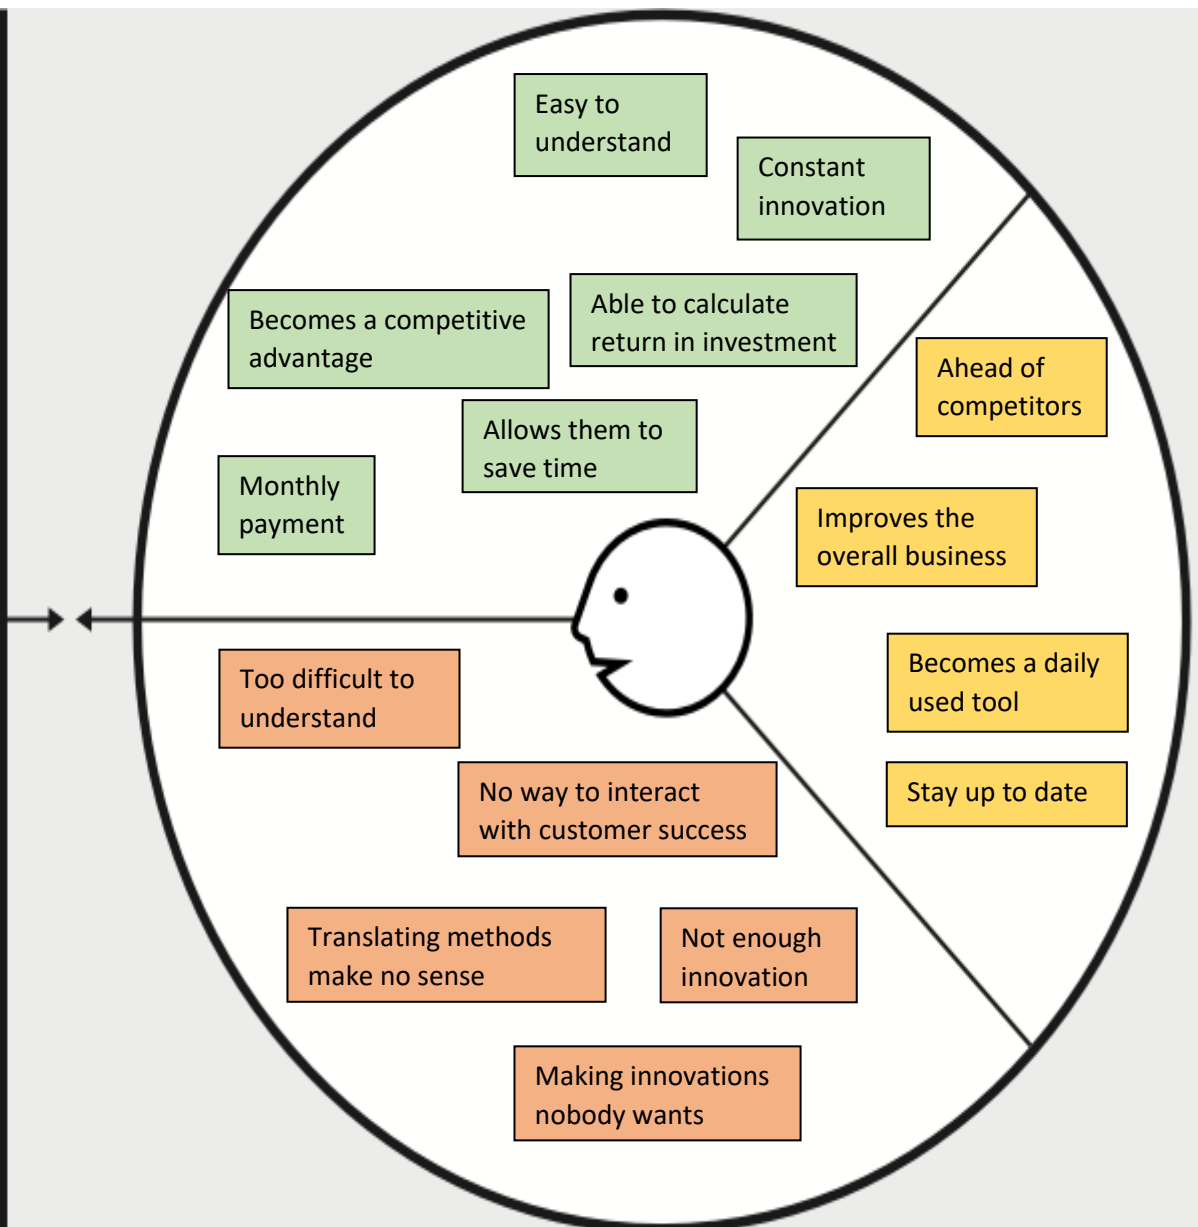 Easy to
understand
Constant
innovation
Becomes a competitive
advantage
Able to calculate
return in investment
Allows them to
save time
Monthly
payment
Ahead of
competitors
Improves the
overall business
Becomes a daily
used tool
Stay up to date
Too difficult to
understand
No way to interact
with customer success
Translating methods
make no sense
Not enough
innovation
Making innovations
nobody wants